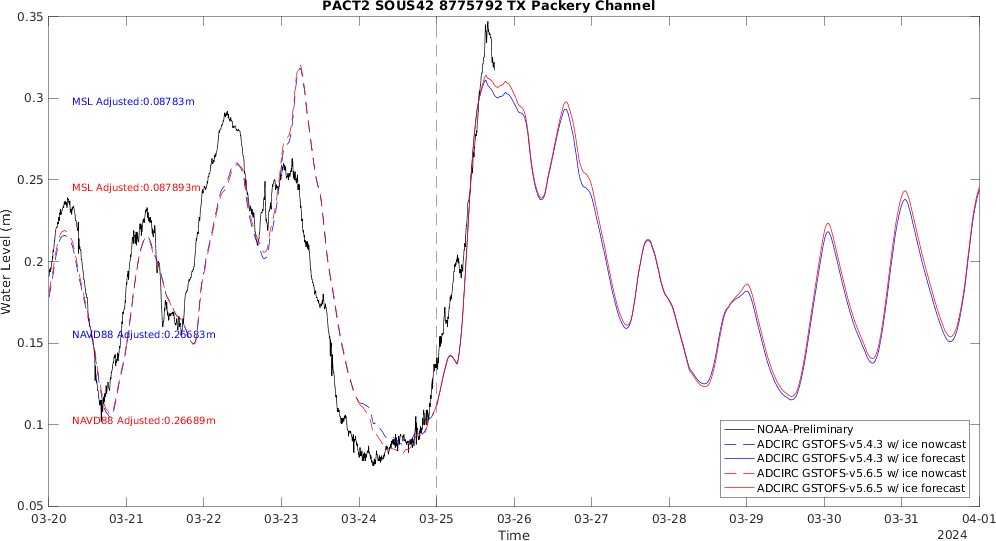 PACT2 SOUS42 8775792 TX Packery Channel
0.35
0.3
0.25
0.2
0.15
0.1
0.05
Water Level (m)
MSL Adjusted:0.08783m
MSL Adjusted:0.087893m
NAVD88 Adjusted:0.26683m
NAVD88 Adjusted:0.26689m
NOAA-Preliminary
ADCIRC GSTOFS-v5.4.3 w/ ice nowcast
ADCIRC GSTOFS-v5.4.3 w/ ice forecast
ADCIRC GSTOFS-v5.6.5 w/ ice nowcast
ADCIRC GSTOFS-v5.6.5 w/ ice forecast
03-20 03-21 03-22 03-23 03-24 03-25 03-26 03-27 03-28 03-29 03-30 03-31 04-01
Time
2024